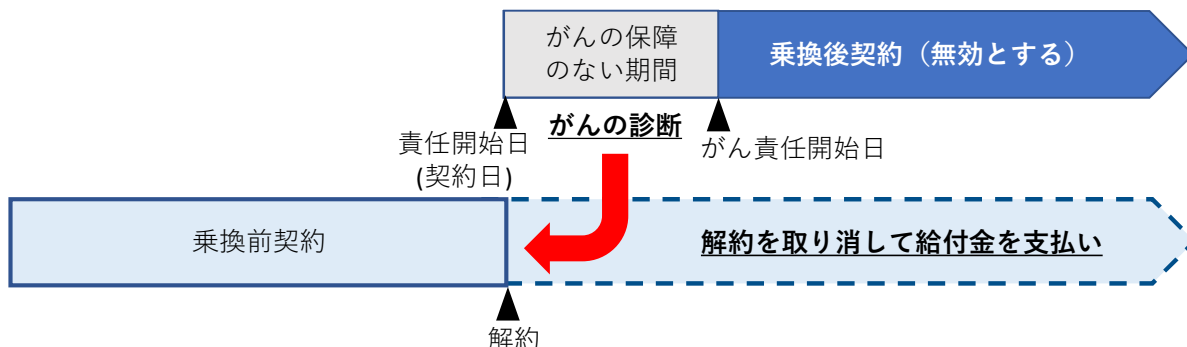 がんの保障
のない期間
乗換後契約（無効とする）
がんの診断
責任開始日
(契約日)
がん責任開始日
乗換前契約
解約を取り消して給付金を支払い
解約